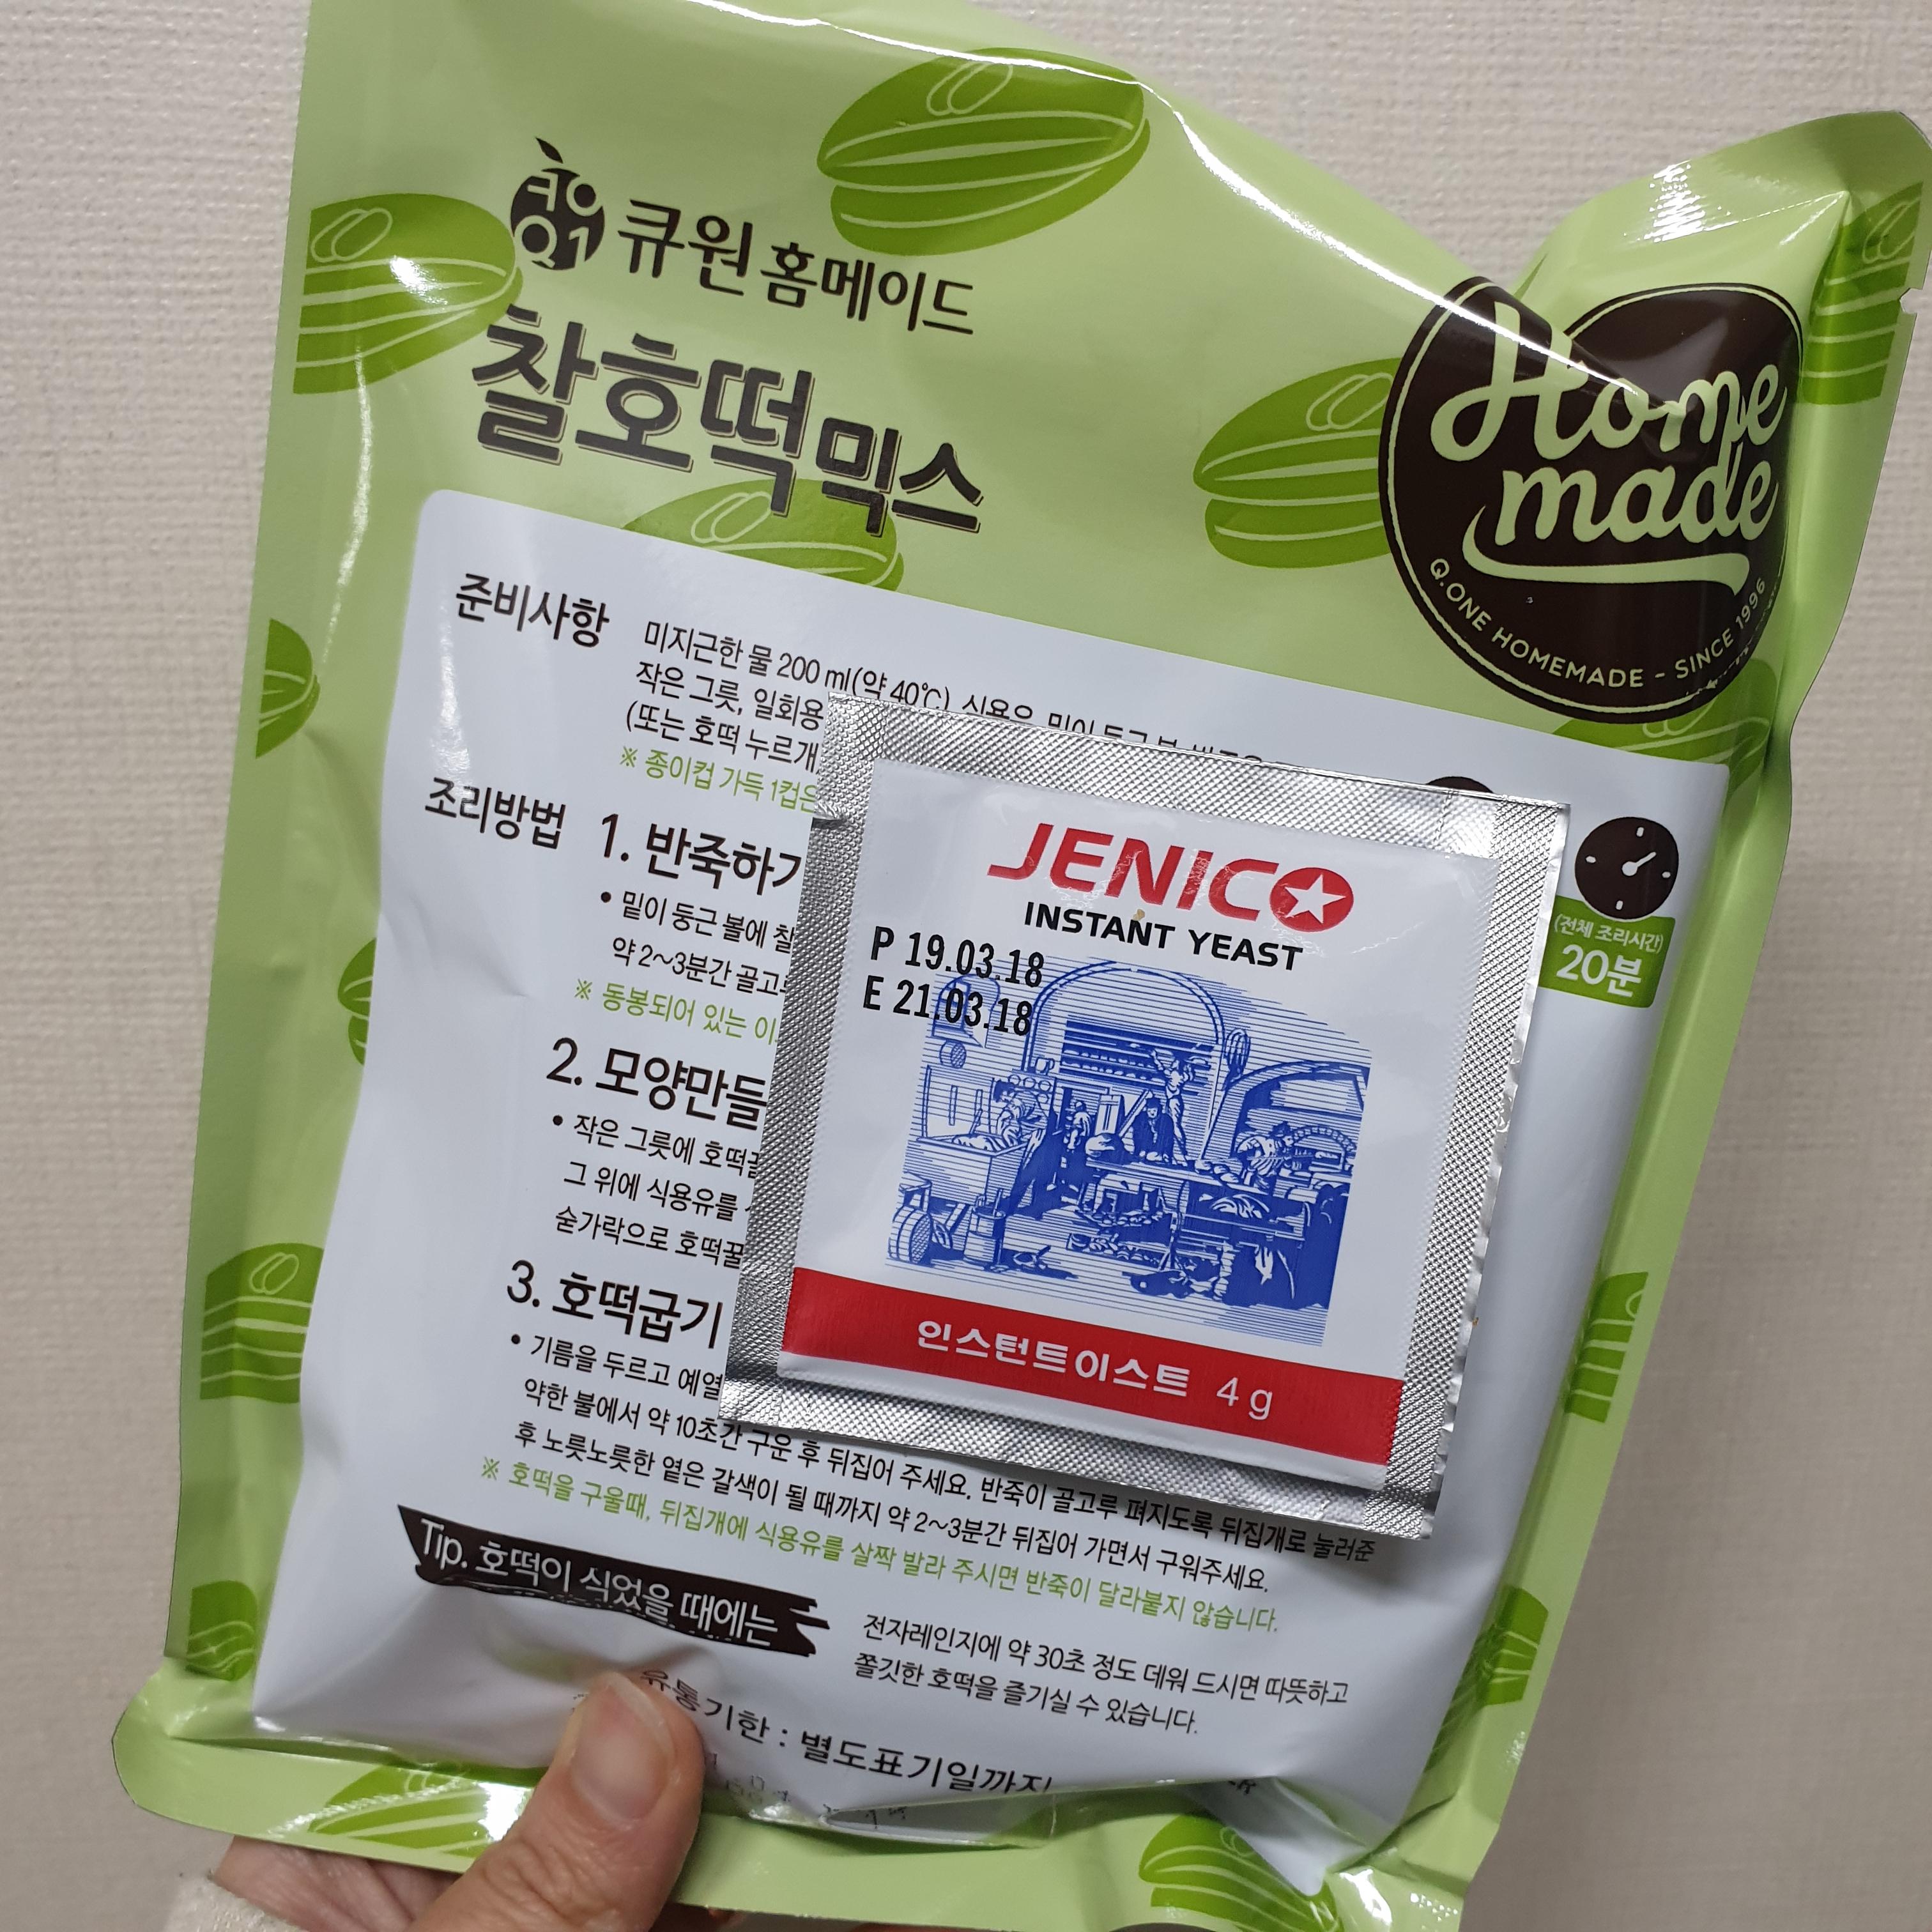 큐원
Q1
큐원 홈메이드
찰호떡믹스
Home
made
Q.ONE HOMEMADE - SINCE 1996
준비사항
미지근한 물 200 ml(약 40℃), 식용유, 밑이 둥근 볼,
작은 그릇, 일회용
(또는 호떡 누르개
※ 종이컵 가득 1컵은
조리방법
1. 반죽하기
• 밑이 둥근 볼에 찰
약 2~3분간 골고루
※ 동봉되어 있는 이
(전체 조리시간)
20분
2. 모양만들
• 작은 그릇에 호떡
그 위에 식용유를
숟가락으로 호떡꿀
3. 호떡굽기
• 기름을 두르고 예열
약한 불에서 약 10초간 구운 후 뒤집어 주세요. 반죽이 골고루 펴지도록 뒤집개로 눌러준
후 노릇노릇한 옅은 갈색이 될 때까지 약 2~3분간 뒤집어 가면서 구워주세요.
※ 호떡을 구울때, 뒤집개에 식용유를 살짝 발라 주시면 반죽이 달라붙지 않습니다.
Tip. 호떡이 식었을 때에는
전자레인지에 약 30초 정도 데워 드시면 따뜻하고
쫄깃한 호떡을 즐기실 수 있습니다.
유통기한 : 별도표기일까지
JENICO
INSTANT YEAST
P 19.03.18
E 21.03.18
인스턴트이스트 4g